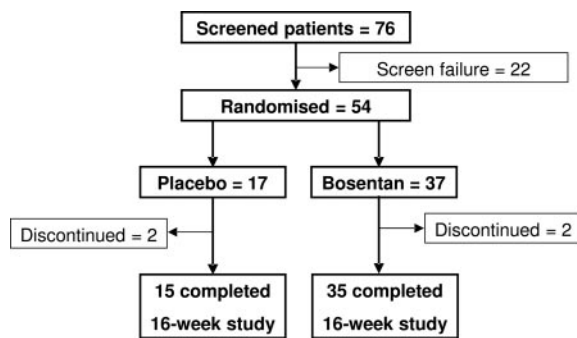 Screened patients = 76
Screen failure = 22
Randomised = 54
Placebo = 17
Bosentan = 37
Discontinued = 2
Discontinued = 2
15 completed
16-week study
35 completed
16-week study